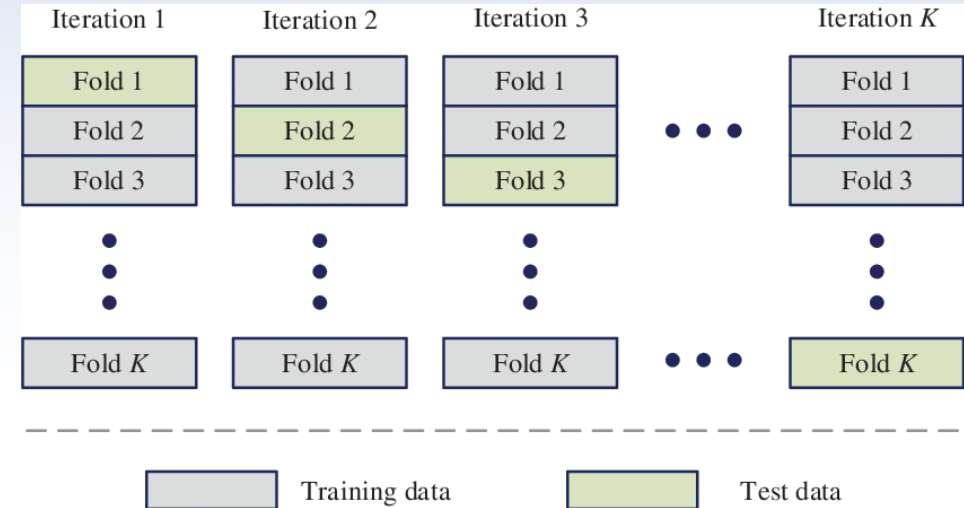 Iteration 1 Iteration 2 Iteration 3 Iteration K
Fold 1 Fold 1 Fold 1 Fold 1
Fold 2 Fold 2 Fold 2 Fold 2
Fold 3 Fold 3 Fold 3 Fold 3
Fold K Fold K Fold K Fold K
Training data Test data